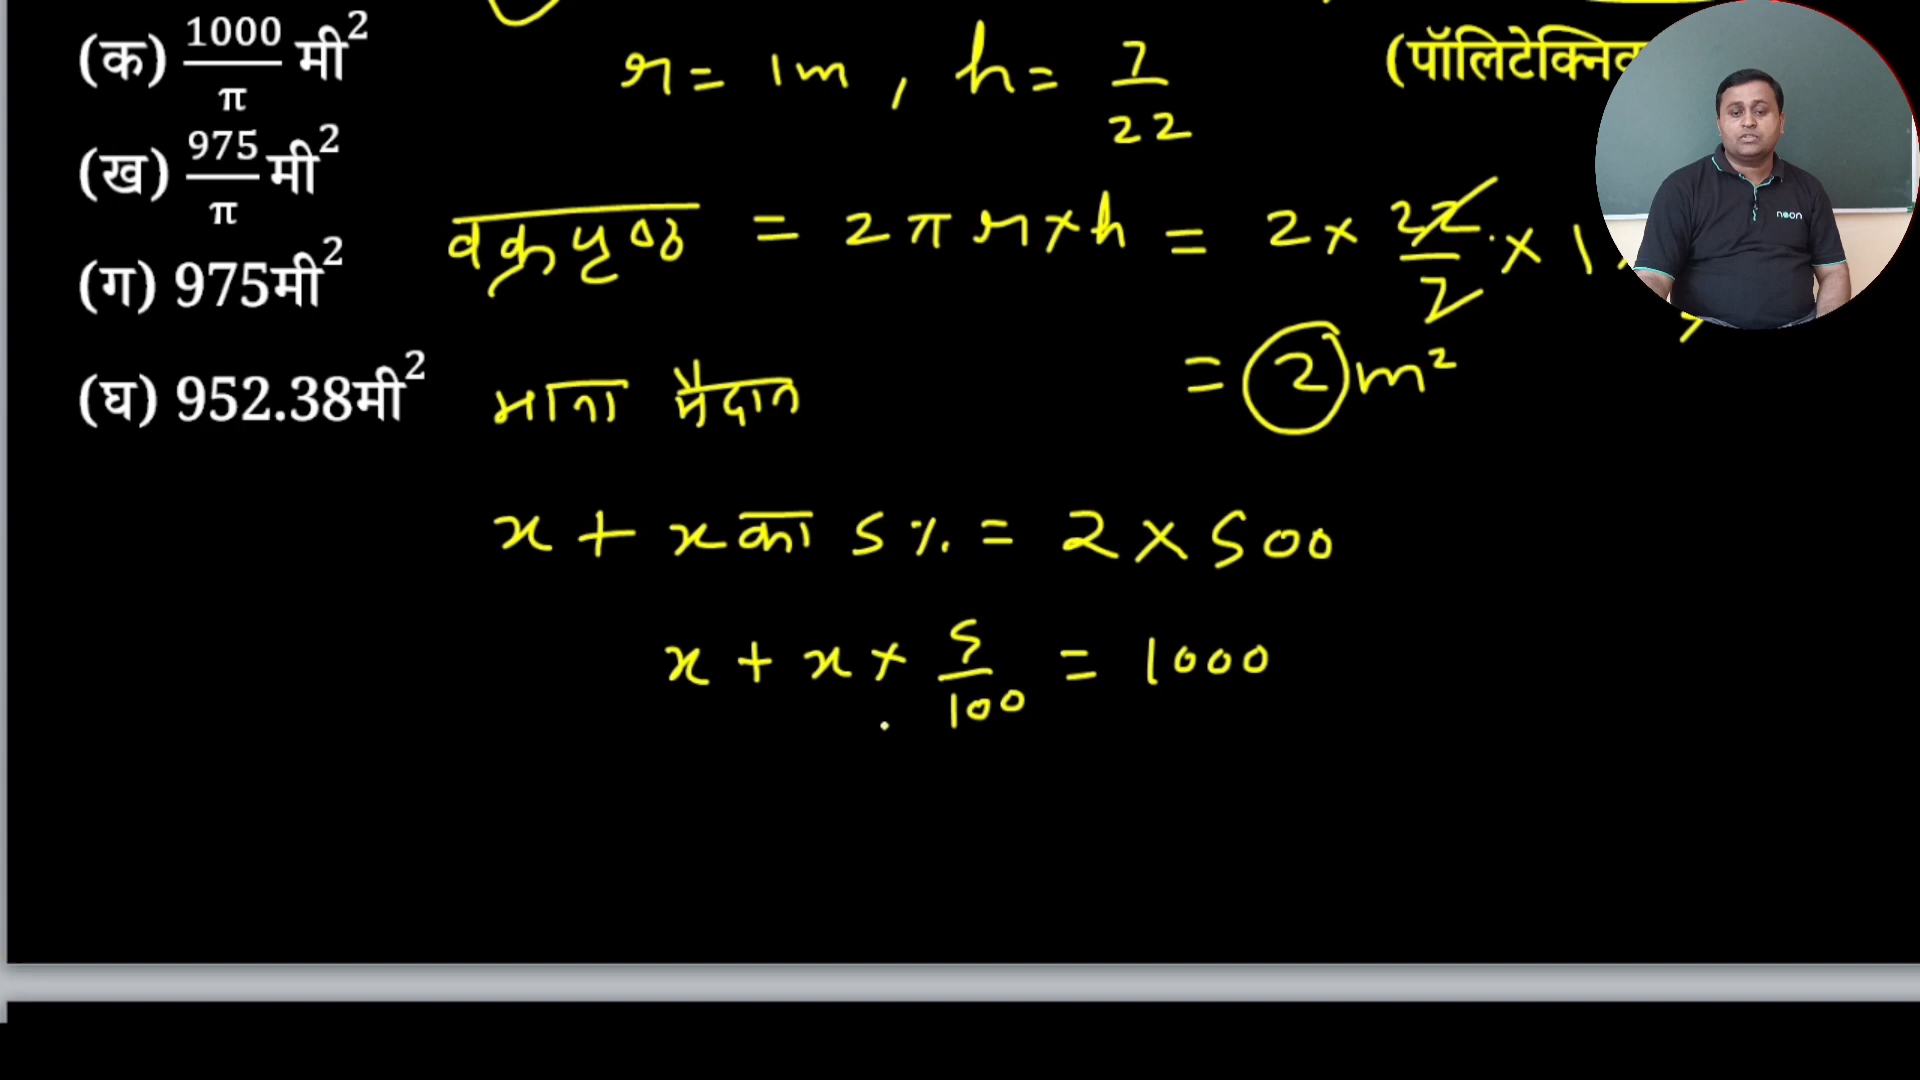 (क) 1000/π मी²
(ख) 975/π मी²
(ग) 975मी²
(घ) 952.38मी²
(पॉलिटेक्निक
r = 1m , h = 7/22
वक्र पृष्ठ = 2πr×h = 2 × 22/7 × 1
= 2 m²
माना मैदान
x + x का 5% = 2 × 500
x + x × 5/100 = 1000
noon